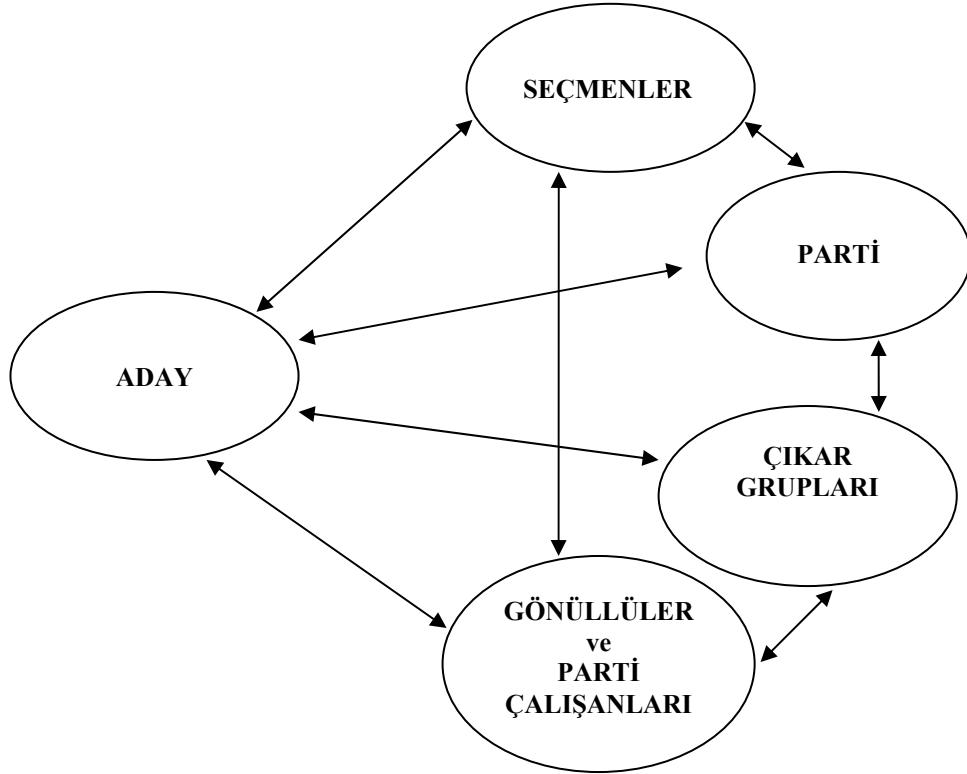 SEÇMENLER
PARTİ
ADAY
ÇIKAR
GRUPLARI
GÖNÜLLÜLER
ve
PARTİ
ÇALIŞANLARI